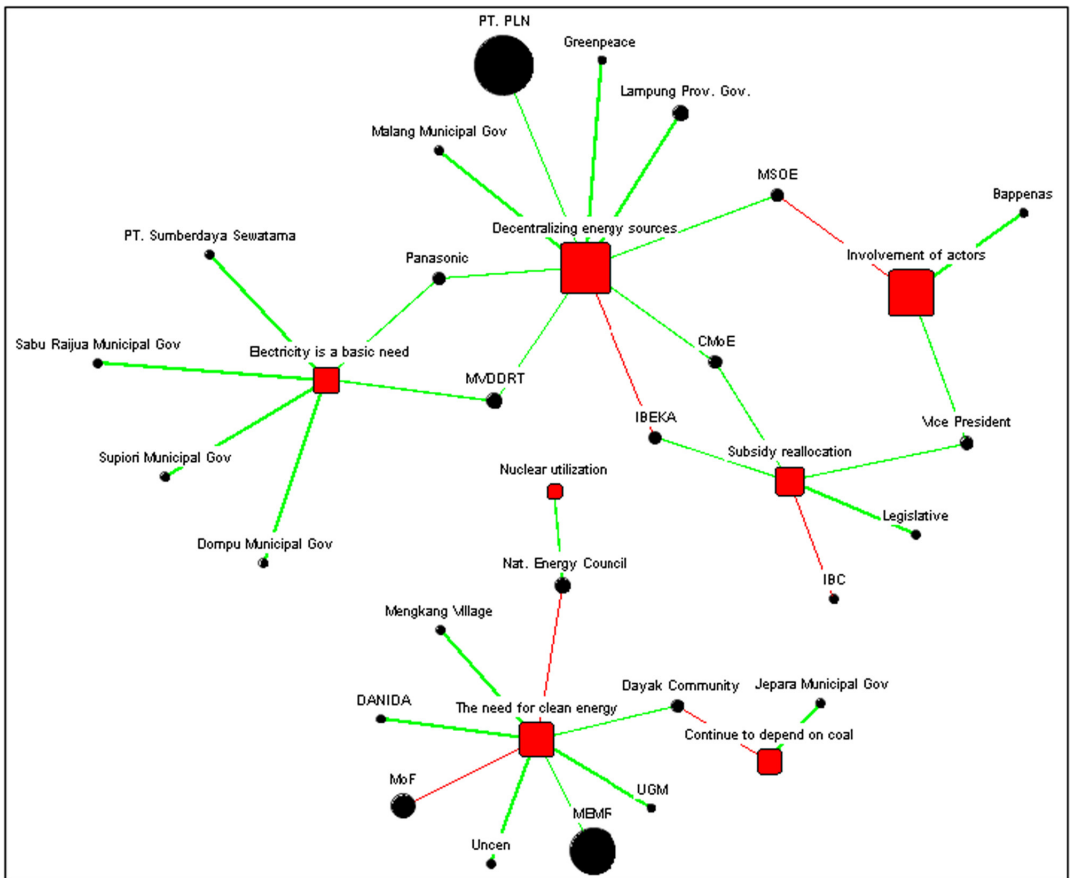 PT. PLN
Greenpeace
Lampung Prov. Gov.
Malang Municipal Gov
MSOE
Bappenas
Decentralizing energy sources
PT. Sumberdaya Sewatama
Panasonic
Involvement of actors
Sabu Raijua Municipal Gov
Electricity is a basic need
CMoE
MVDDRT
IBEKA
Vice President
Supiori Municipal Gov
Subsidy reallocation
Nuclear utilization
Legislative
Dompu Municipal Gov
Nat. Energy Council
IBC
Mengkang Village
Dayak Community
Jepara Municipal Gov
DANIDA
The need for clean energy
Continue to depend on coal
MoF
UGM
MEMR
Uncen